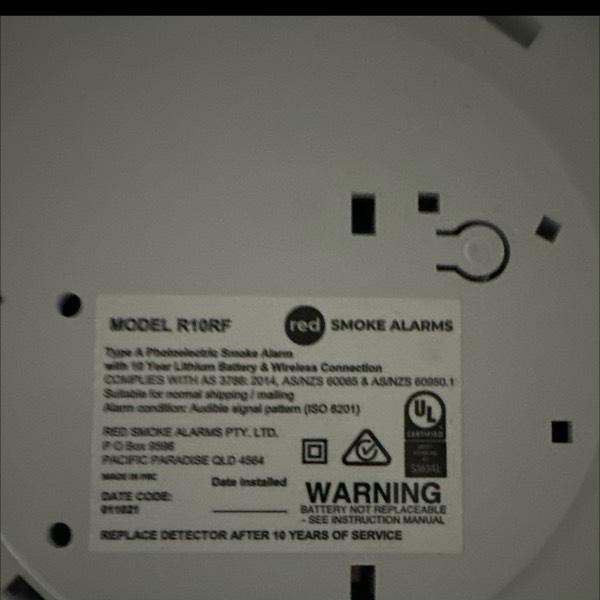 MODEL R10RF
red SMOKE ALARMS
Type A Photoelectric Smoke Alarm
with 10 Year Lithium Battery & Wireless Connection
COMPLIES WITH AS 3786: 2014, AS/NZS 60065 & AS/NZS 60950.1
Suitable for normal shipping / mailing
Alarm condition: Audible signal pattern (ISO 8201)
UL
CERTIFIED
RED SMOKE ALARMS PTY. LTD.
P O Box 9596
PACIFIC PARADISE QLD 4564
MADE IN PRC
Date installed
DATE CODE:
011021
WARNING
BATTERY NOT REPLACEABLE
- SEE INSTRUCTION MANUAL
REPLACE DETECTOR AFTER 10 YEARS OF SERVICE